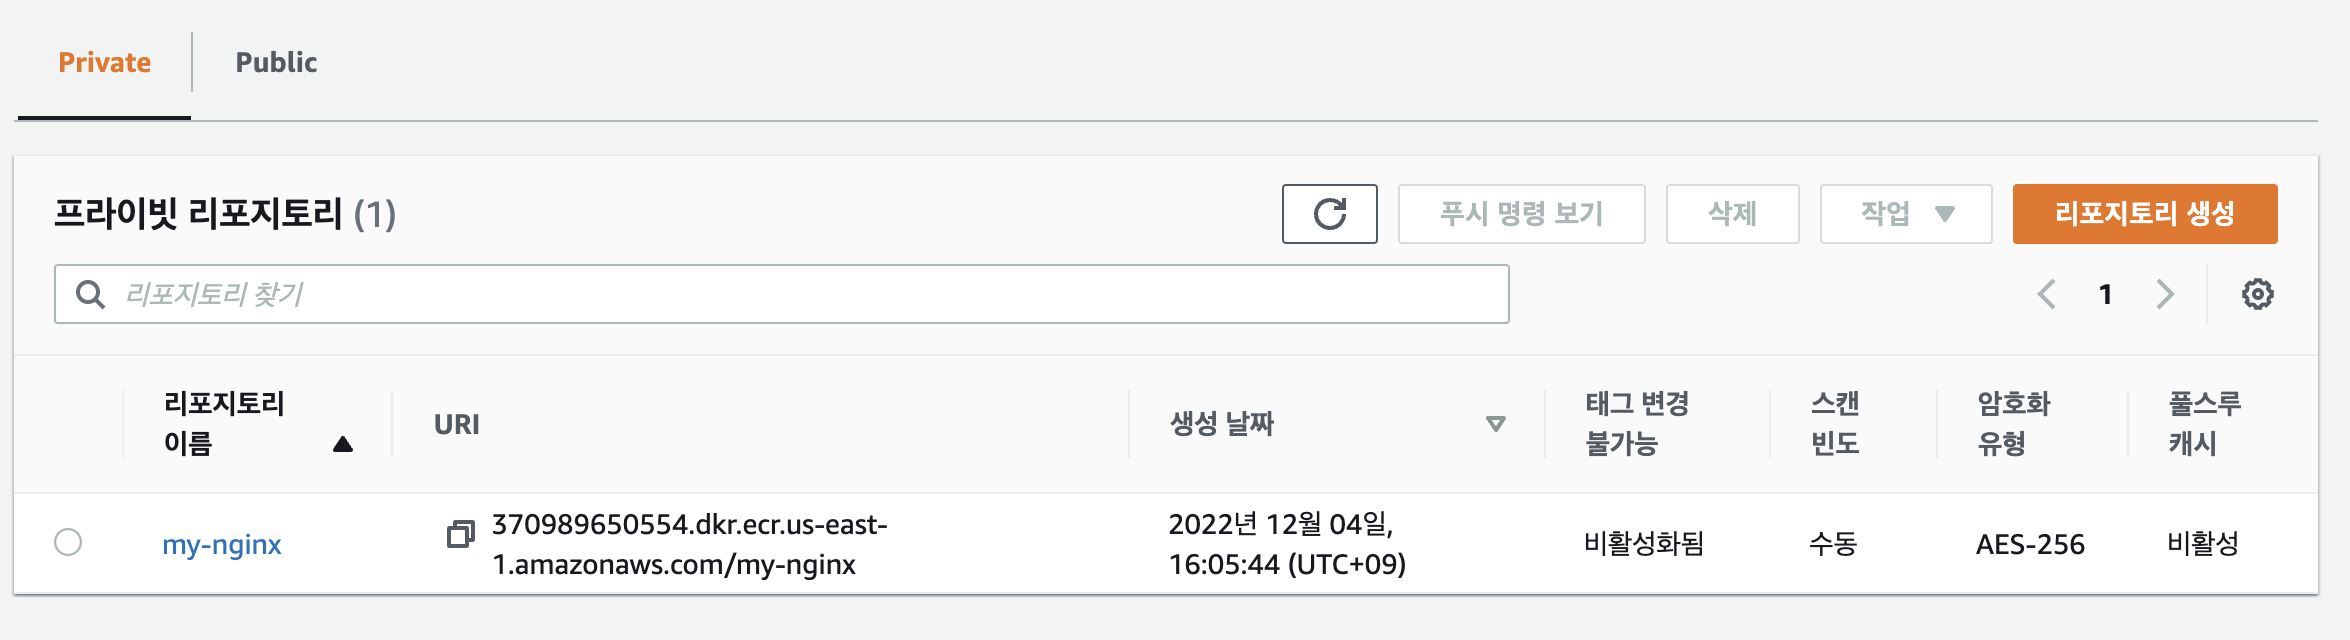 Private
Public
프라이빗 리포지토리 (1)
푸시 명령 보기
삭제
작업
리포지토리 생성
리포지토리 찾기
1
리포지토리
이름
URI
생성 날짜
태그 변경
불가능
스캔
빈도
암호화
유형
풀스루
캐시
my-nginx
370989650554.dkr.ecr.us-east-
1.amazonaws.com/my-nginx
2022년 12월 04일,
16:05:44 (UTC+09)
비활성화됨
수동
AES-256
비활성